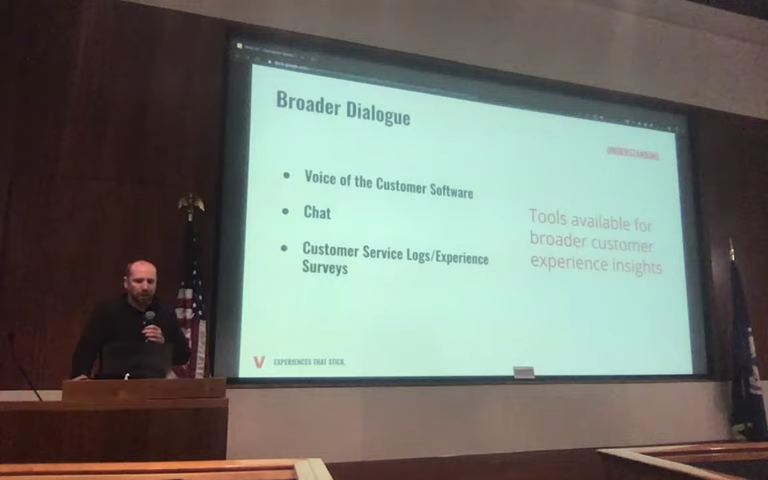 Broader Dialogue
UNDERSTANDING
Voice of the Customer Software
Chat
Customer Service Logs/Experience
Surveys
Tools available for
broader customer
experience insights
V EXPERIENCES THAT STICK.